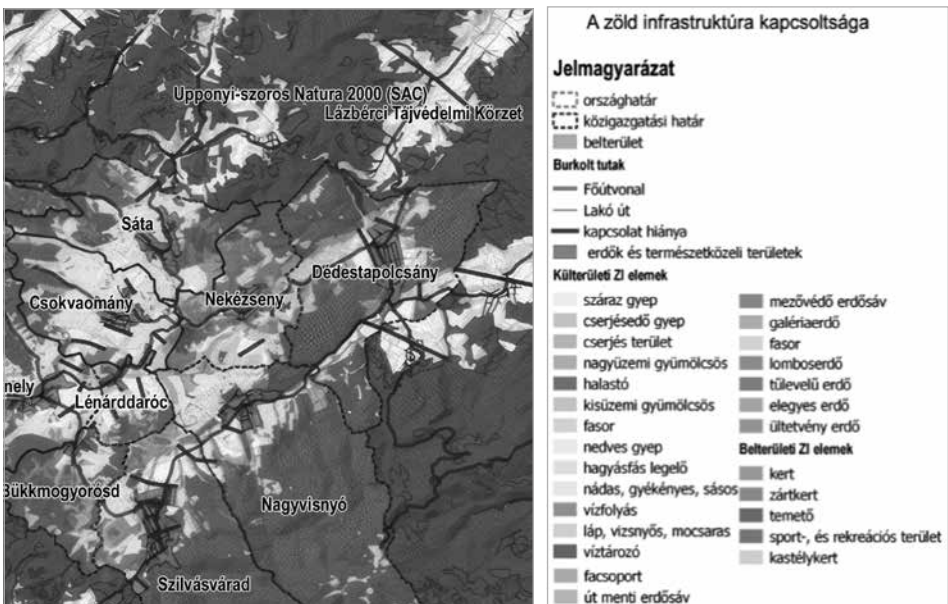 Upponyi-szoros Natura 2000 (SAC)
Lázbérci Tájvédelmi Körzet
Sáta
Dédestapolcsány
Csokvaomány
Nekézseny
nely
Lénárddaróc
Bükkmogyorósd
Nagyvisnyó
Szilvásvárad
A zöld infrastruktúra kapcsoltsága
Jelmagyarázat
országhatár
közigazgatási határ
belterület
Burkolt tutak
Főútvonal
Lakó út
kapcsolat hiánya
erdők és természetközeli területek
Külterületi ZI elemek
száraz gyep
cserjésedő gyep
cserjés terület
nagyüzemi gyümölcsös
halastó
kisüzemi gyümölcsös
fasor
nedves gyep
hagyásfás legelő
nádas, gyékényes, sásos
vízfolyás
láp, vizsnyős, mocsaras
víztározó
facsoport
út menti erdősáv
mezővédő erdősáv
galériaerdő
fasor
lomboserdő
tűlevelű erdő
elegyes erdő
ültetvény erdő
Belterületi ZI elemek
kert
zártkert
temető
sport-, és rekreációs terület
kastélykert